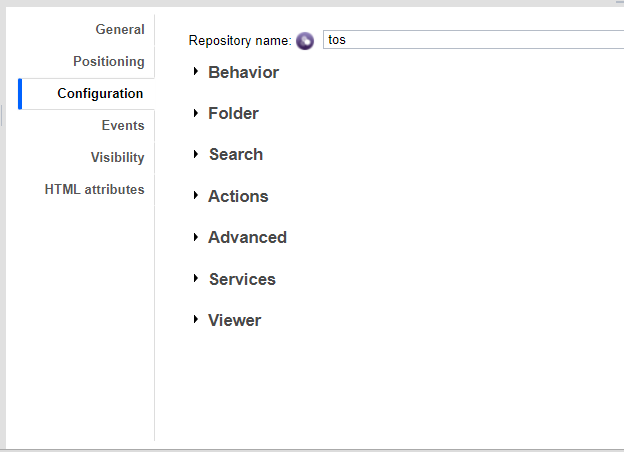 General
Positioning
Configuration
Events
Visibility
HTML attributes
Repository name: tos
Behavior
Folder
Search
Actions
Advanced
Services
Viewer